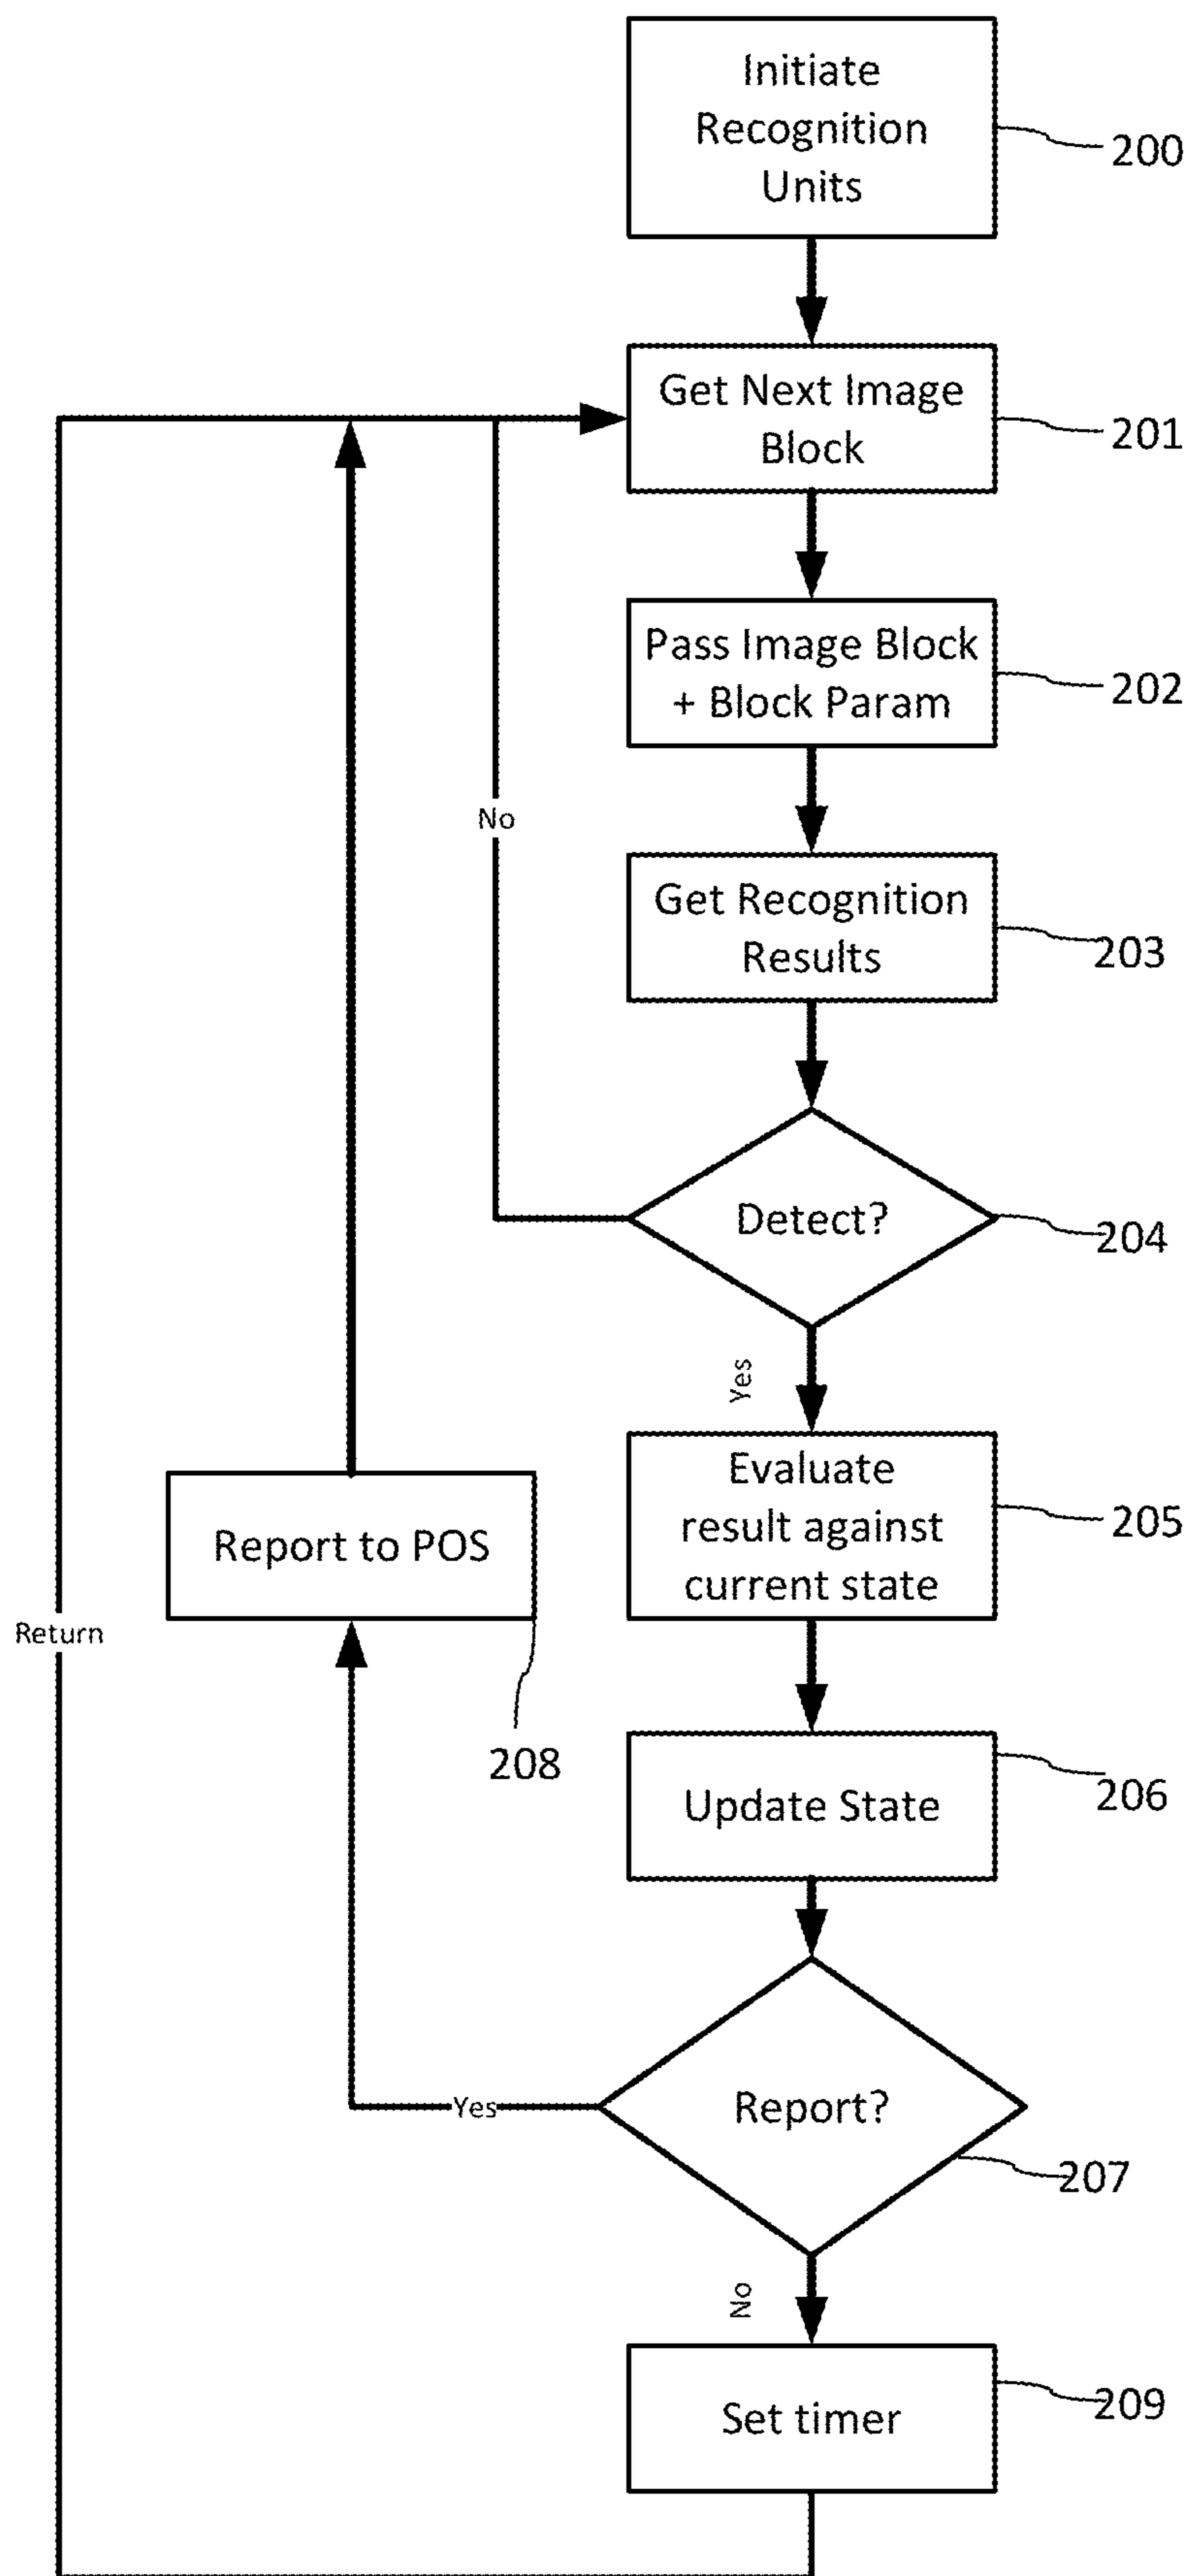 Initiate
Recognition
Units
200
Get Next Image
Block
201
Pass Image Block
+ Block Param
202
No
Get Recognition
Results
203
Detect?
204
Yes
Evaluate
result against
current state
205
Report to POS
Return
208
Update State
206
Report?
Yes
207
No
Set timer
209